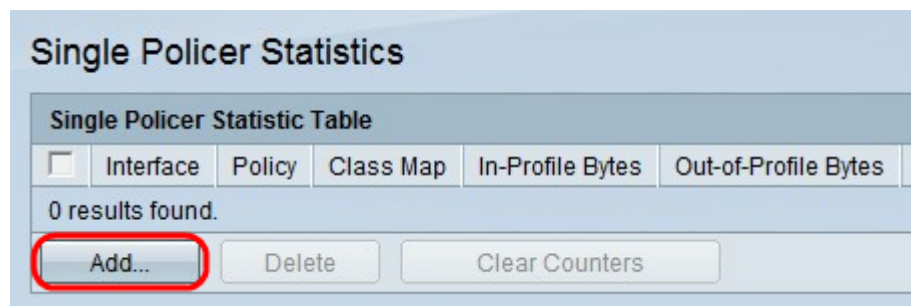 Single Policer Statistics
Single Policer Statistic Table
Interface Policy Class Map In-Profile Bytes Out-of-Profile Bytes
0 results found.
Add... Delete Clear Counters